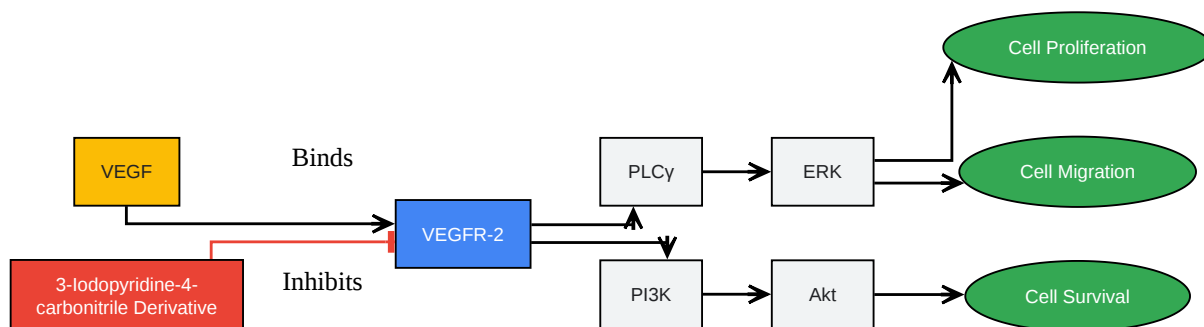 Cell Proliferation
VEGF
Binds
PLCγ
ERK
Cell Migration
VEGFR-2
3-Iodopyridine-4-
carbonitrile Derivative
Inhibits
PI3K
Akt
Cell Survival